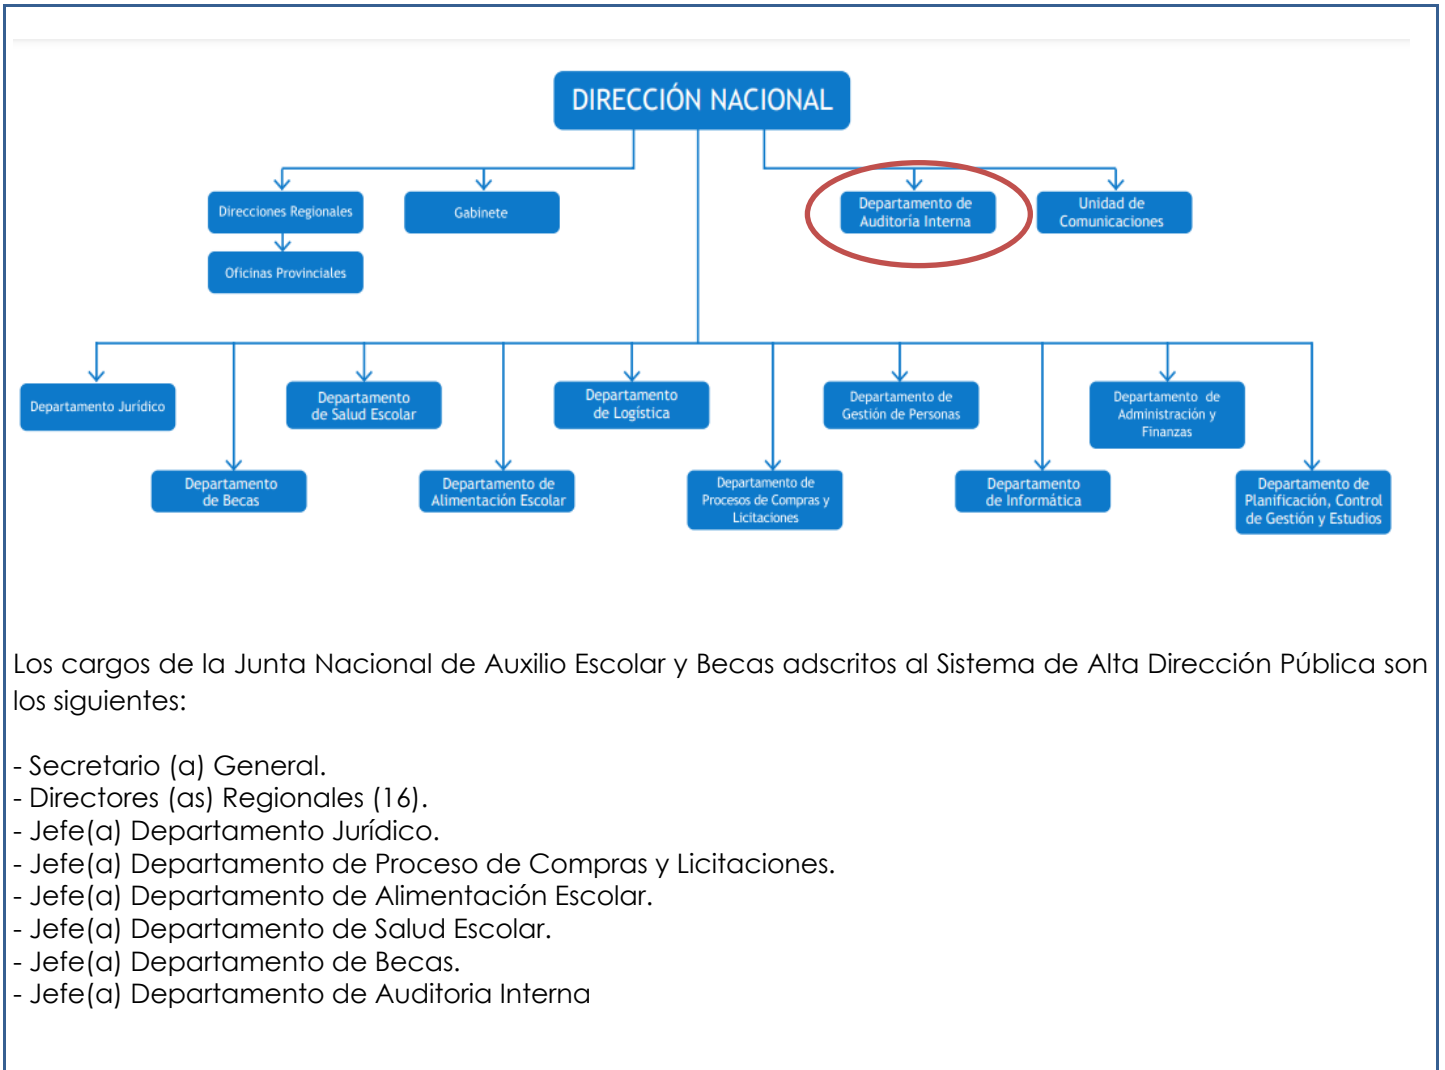 DIRECCIÓN NACIONAL
Direcciones Regionales
Gabinete
Departamento de
Auditoría Interna
Unidad de
Comunicaciones
Oficinas Provinciales
Departamento Jurídico
Departamento
de Salud Escolar
Departamento
de Logística
Departamento de
Gestión de Personas
Departamento de
Administración y
Finanzas
Departamento
de Becas
Departamento de
Alimentación Escolar
Departamento de
Procesos de Compras y
Licitaciones
Departamento
de Informática
Departamento de
Planificación, Control
de Gestión y Estudios
Los cargos de la Junta Nacional de Auxilio Escolar y Becas adscritos al Sistema de Alta Dirección Pública son
los siguientes:
- Secretario (a) General.
- Directores (as) Regionales (16).
- Jefe(a) Departamento Jurídico.
- Jefe(a) Departamento de Proceso de Compras y Licitaciones.
- Jefe(a) Departamento de Alimentación Escolar.
- Jefe(a) Departamento de Salud Escolar.
- Jefe(a) Departamento de Becas.
- Jefe(a) Departamento de Auditoria Interna